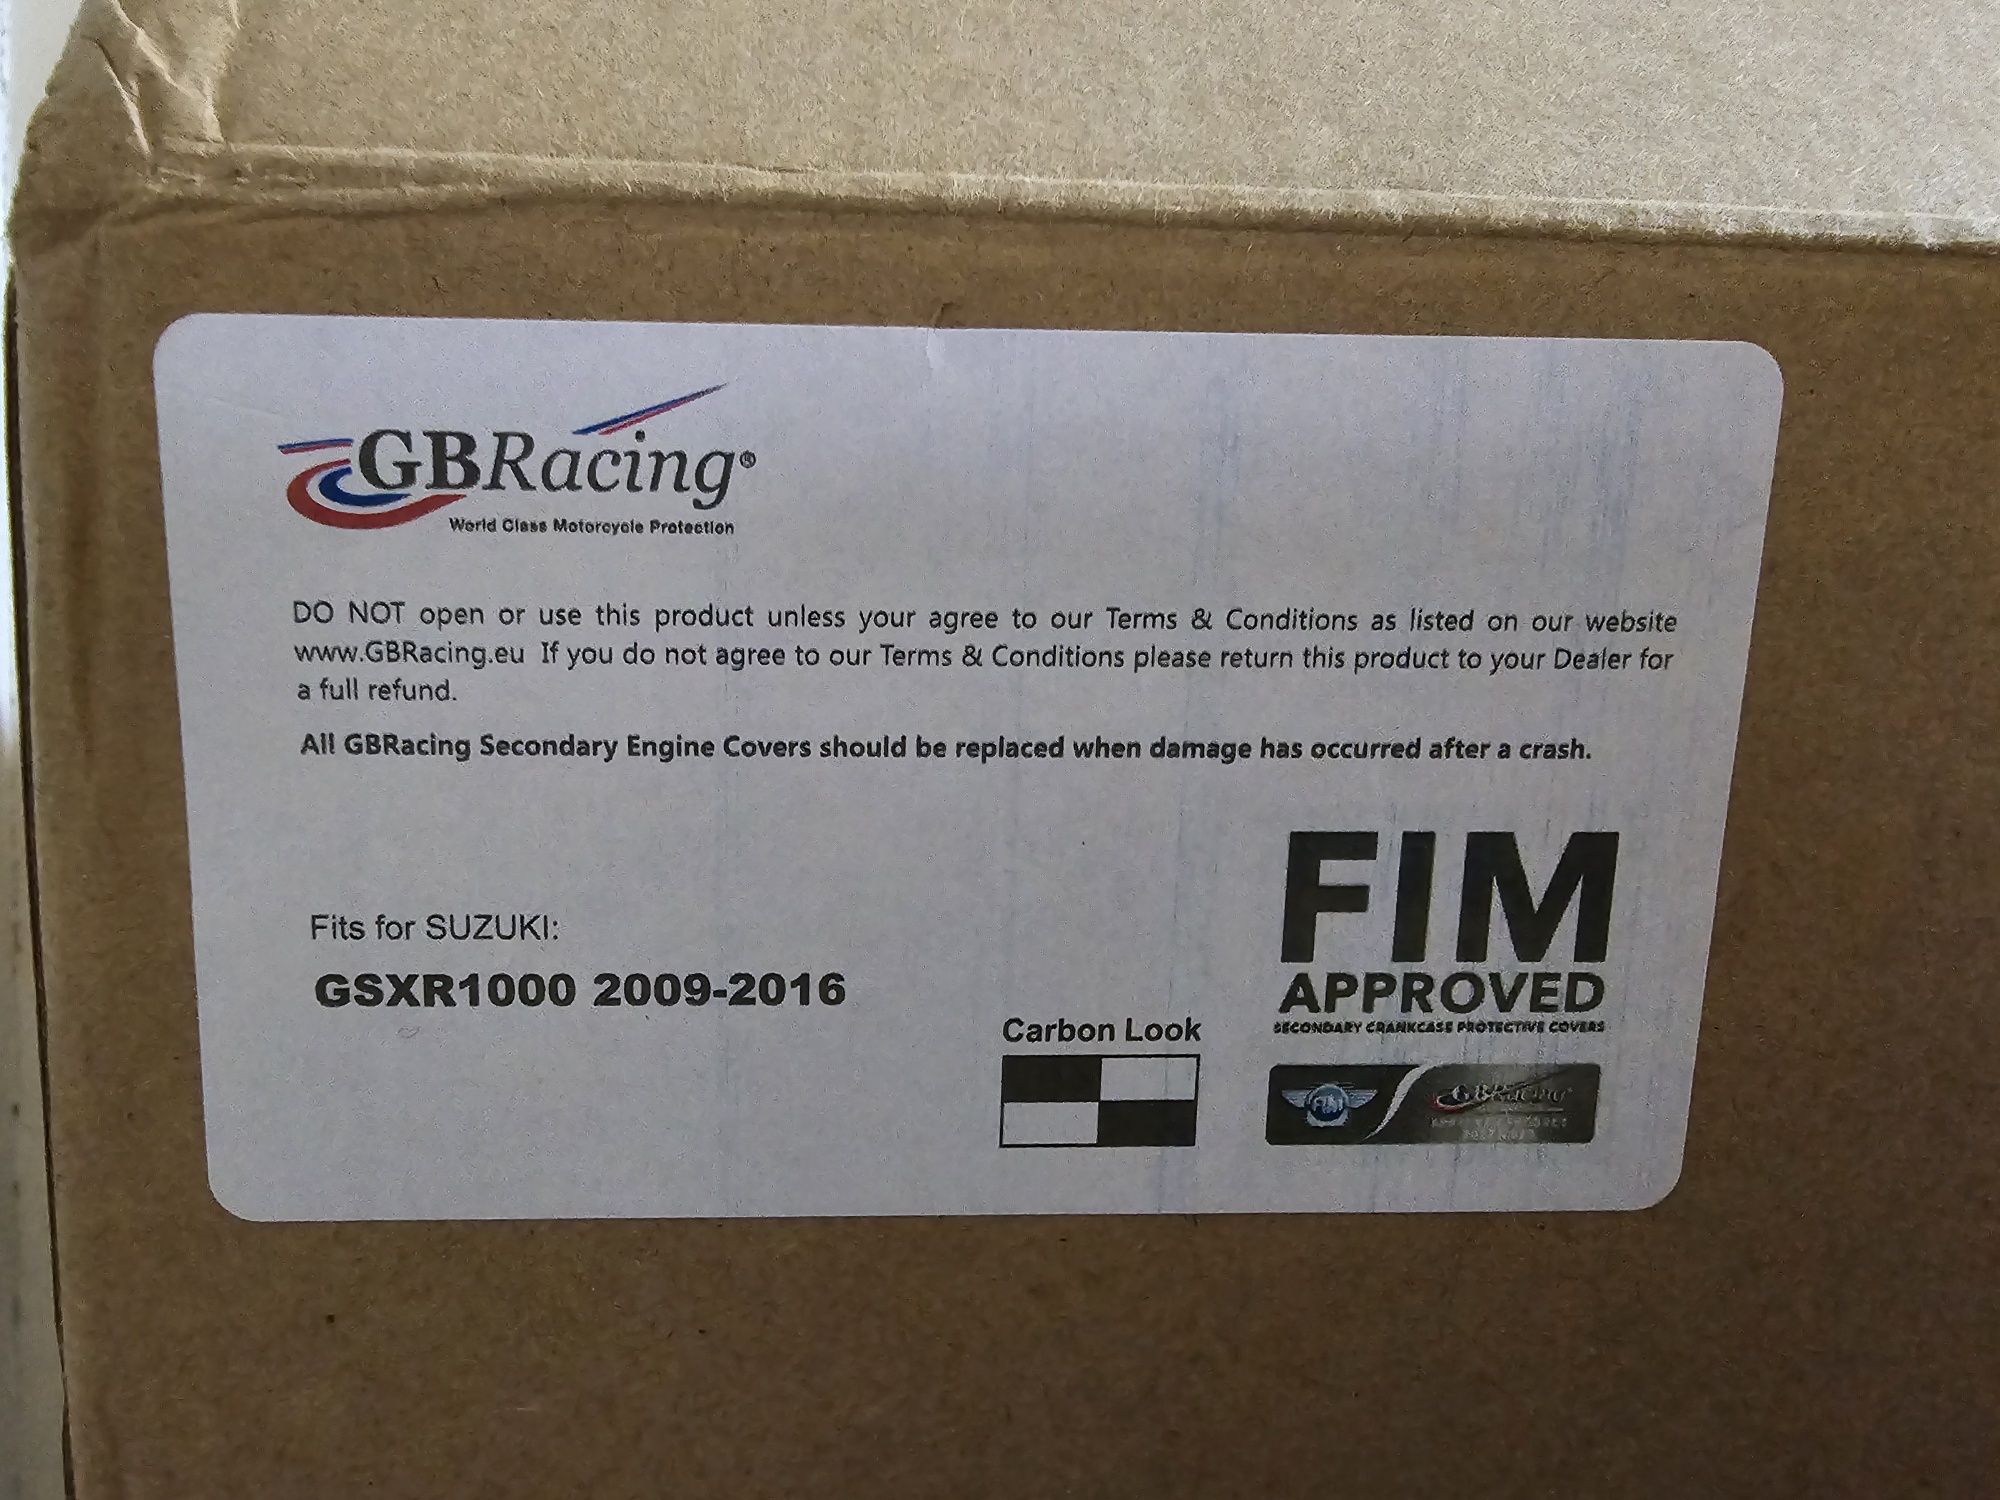 GBRacing®
World Class Motorcycle Protection
DO NOT open or use this product unless your agree to our Terms & Conditions as listed on our website
www.GBRacing.eu If you do not agree to our Terms & Conditions please return this product to your Dealer for
a full refund.
All GBRacing Secondary Engine Covers should be replaced when damage has occurred after a crash.
Fits for SUZUKI:
GSXR1000 2009-2016
Carbon Look
FIM
APPROVED
SECONDARY CRANKCASE PROTECTIVE COVERS
FIM
GBRacing